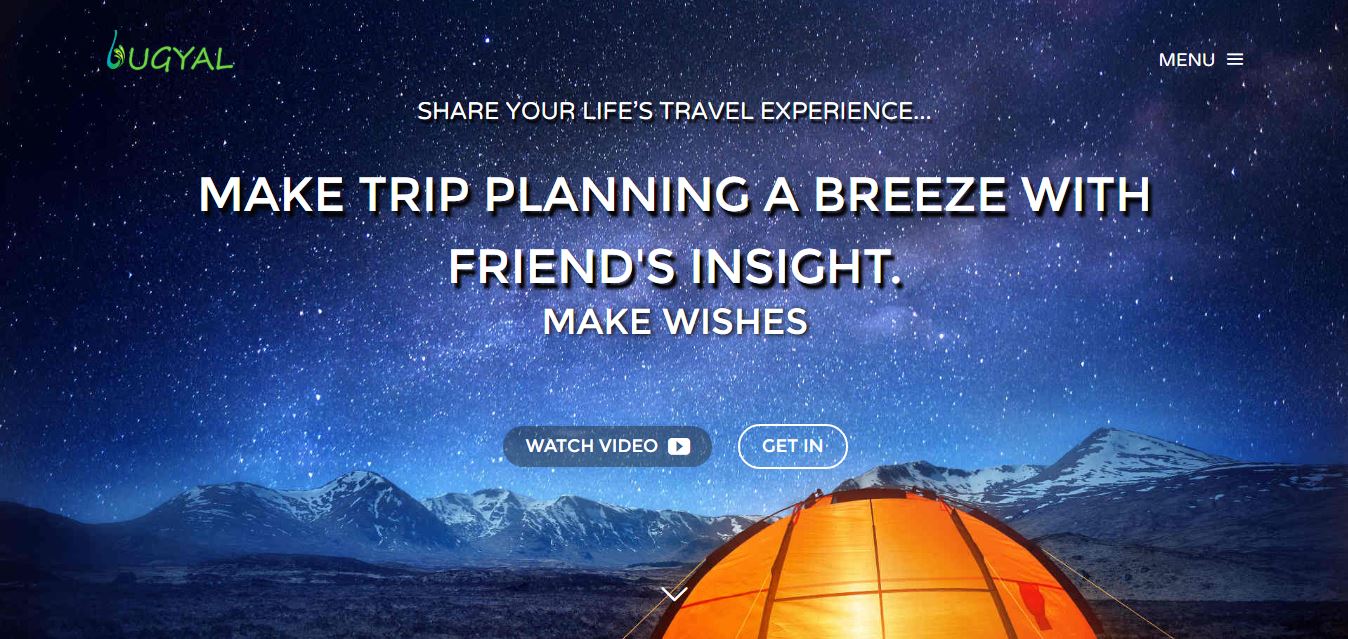 bUGYAL
MENU
SHARE YOUR LIFE’S TRAVEL EXPERIENCE...
MAKE TRIP PLANNING A BREEZE WITH
FRIEND'S INSIGHT.
MAKE WISHES
WATCH VIDEO
GET IN